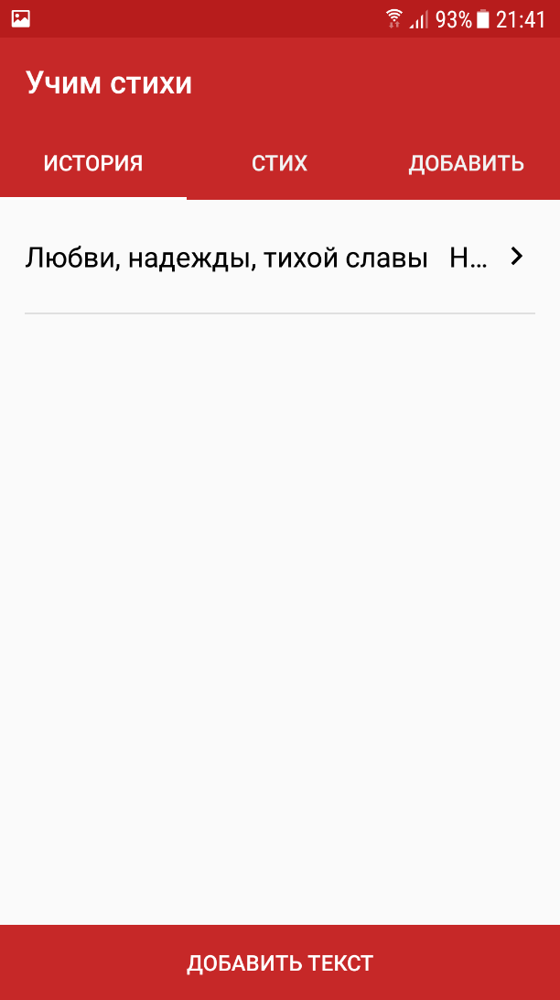 93% 21:41
Учим стихи
ИСТОРИЯ СТИХ ДОБАВИТЬ
Любви, надежды, тихой славы Н...
ДОБАВИТЬ ТЕКСТ